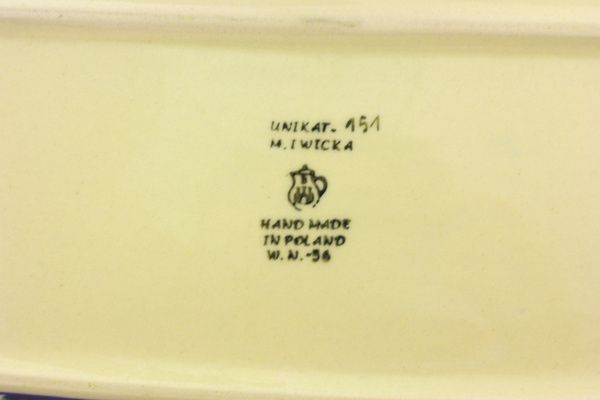 UNIKAT. 151
M. IWICKA
HAND MADE
IN POLAND
W. N. -56